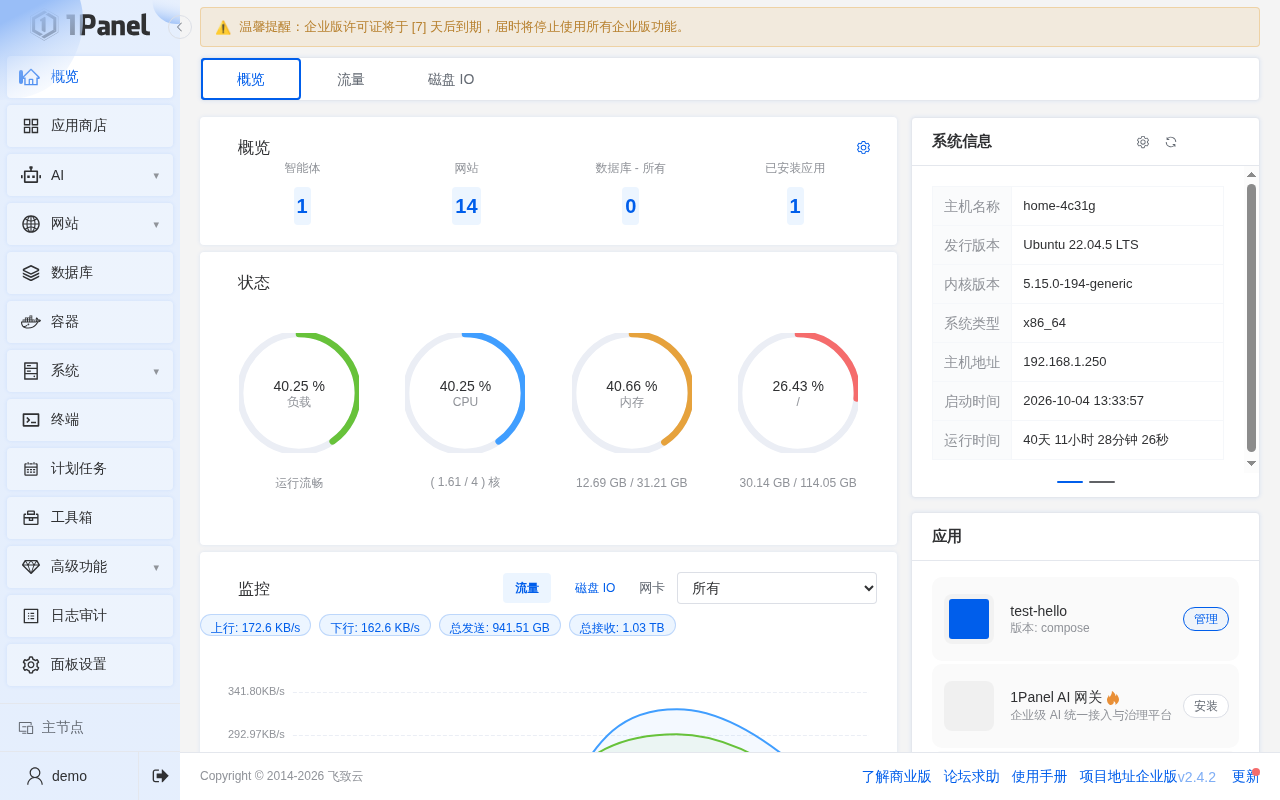 1Panel
概览
应用商店
AI
网站
数据库
容器
系统
终端
计划任务
工具箱
高级功能
日志审计
面板设置
主节点
demo
温馨提醒：企业版许可证将于 [7] 天后到期，届时将停止使用所有企业版功能。
概览 流量 磁盘 IO
概览
智能体 网站 数据库 - 所有 已安装应用
1 14 0 1
状态
40.25 % 40.25 % 40.66 % 26.43 %
负载 CPU 内存 /
运行流畅 ( 1.61 / 4 ) 核 12.69 GB / 31.21 GB 30.14 GB / 114.05 GB
监控 流量 磁盘 IO 网卡 所有
上行: 172.6 KB/s 下行: 162.6 KB/s 总发送: 941.51 GB 总接收: 1.03 TB
341.80KB/s
292.97KB/s
系统信息
主机名称 home-4c31g
发行版本 Ubuntu 22.04.5 LTS
内核版本 5.15.0-194-generic
系统类型 x86_64
主机地址 192.168.1.250
启动时间 2026-10-04 13:33:57
运行时间 40天 11小时 28分钟 26秒
应用
test-hello
版本: compose
管理
1Panel AI 网关
企业级 AI 统一接入与治理平台
安装
Copyright © 2014-2026 飞致云 了解商业版 论坛求助 使用手册 项目地址 企业版 v2.4.2 更新